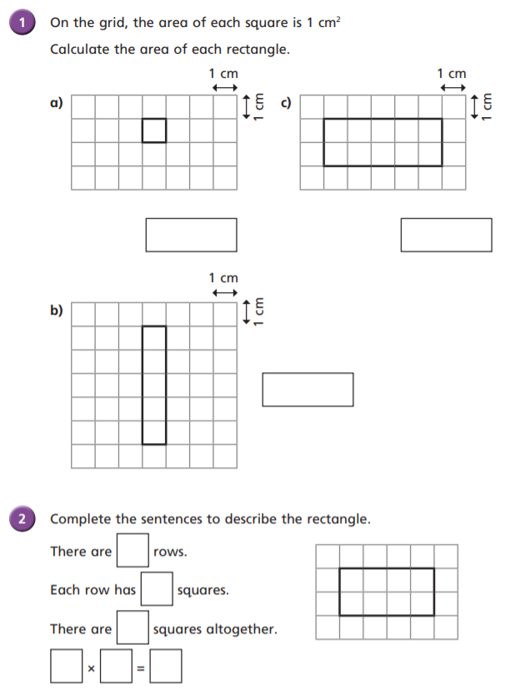 1 On the grid, the area of each square is 1 cm²
Calculate the area of each rectangle.
1 cm
a)
1 cm
1 cm
c)
1 cm
1 cm
b)
1 cm
2 Complete the sentences to describe the rectangle.
There are rows.
Each row has squares.
There are squares altogether.
× =